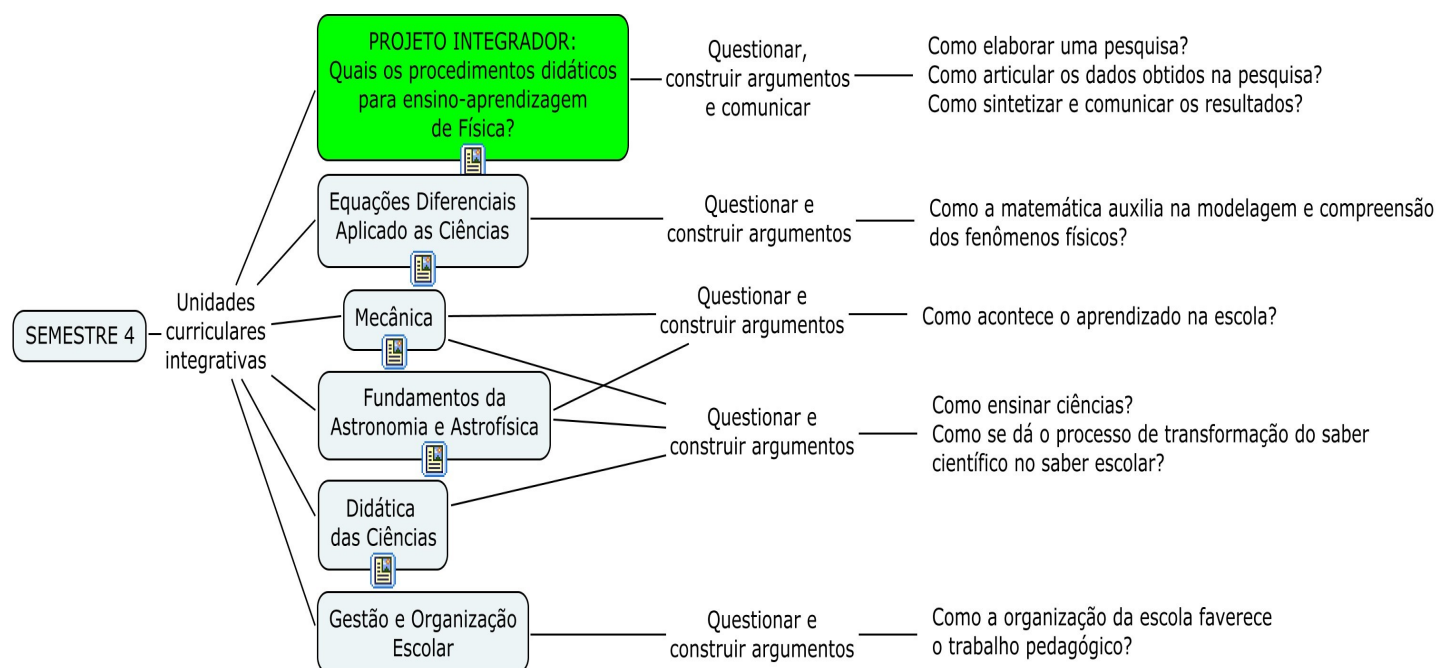 SEMESTRE 4
Unidades
curriculares
integrativas
PROJETO INTEGRADOR:
Quais os procedimentos didáticos
para ensino-aprendizagem
de Física?
Questionar,
construir argumentos
e comunicar
Como elaborar uma pesquisa?
Como articular os dados obtidos na pesquisa?
Como sintetizar e comunicar os resultados?
Equações Diferenciais
Aplicado as Ciências
Questionar e
construir argumentos
Como a matemática auxilia na modelagem e compreensão
dos fenômenos físicos?
Mecânica
Questionar e
construir argumentos
Como acontece o aprendizado na escola?
Fundamentos da
Astronomia e Astrofísica
Questionar e
construir argumentos
Como ensinar ciências?
Como se dá o processo de transformação do saber
científico no saber escolar?
Didática
das Ciências
Gestão e Organização
Escolar
Questionar e
construir argumentos
Como a organização da escola faverece
o trabalho pedagógico?